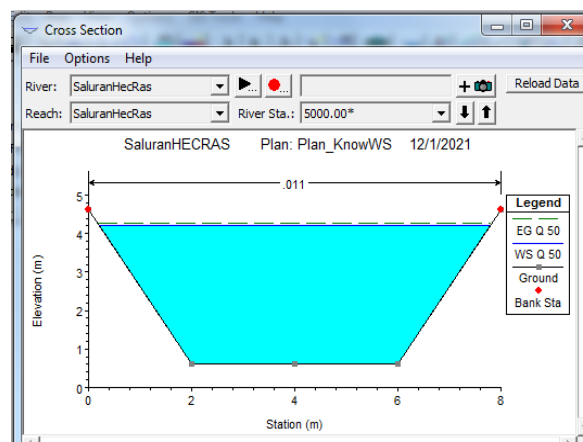 Cross Section
File Options Help
River: SaluranHecRas
Reload Data
Reach: SaluranHecRas River Sta.: 5000.00*
SaluranHECRAS Plan: Plan_KnowWS 12/1/2021
.011
5
4
3
2
1
0
Elevation (m)
0 2 4 6 8
Station (m)
Legend
EG Q 50
WS Q 50
Ground
Bank Sta